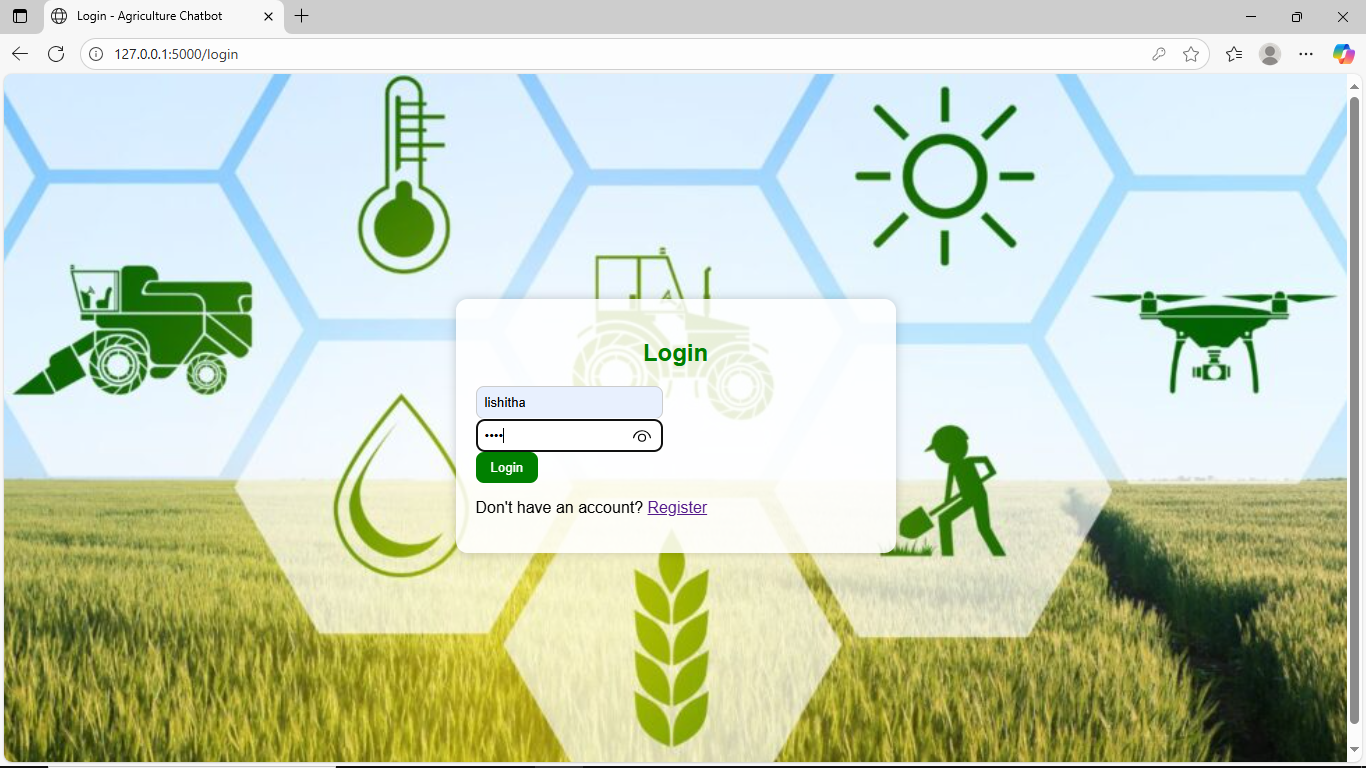 Login - Agriculture Chatbot
127.0.0.1:5000/login
Login
lishitha
••••
Login
Don't have an account? Register